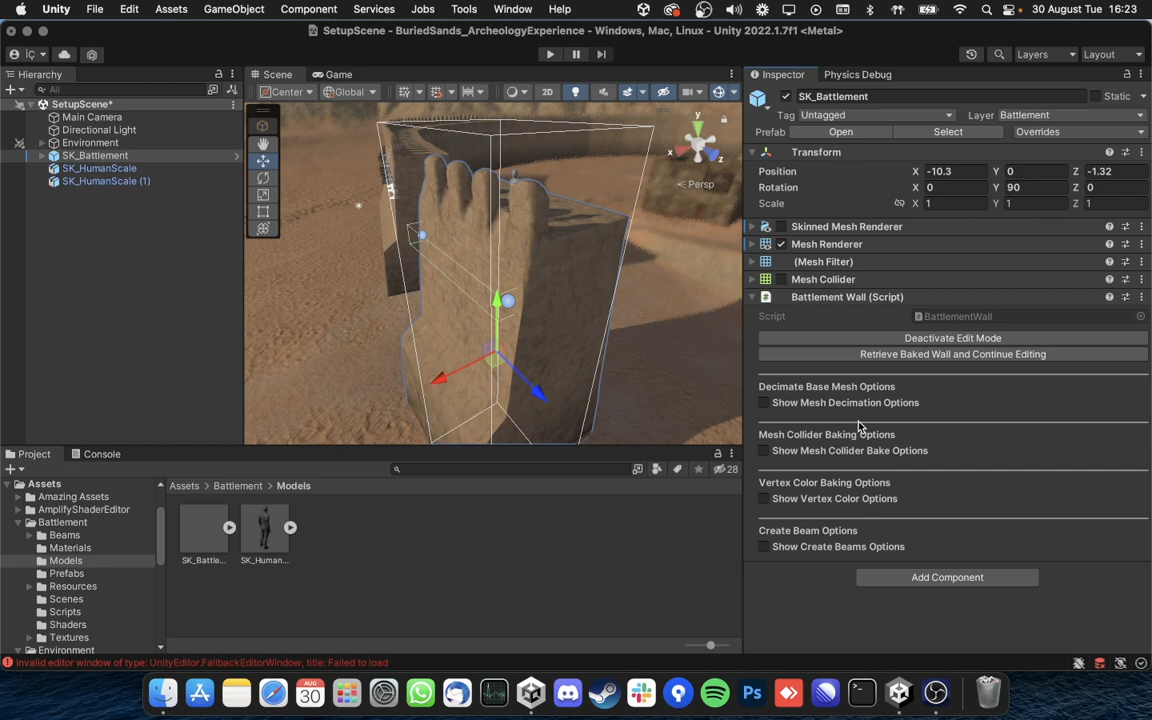 Unity File Edit Assets GameObject Component Services Jobs Tools Window Help 30 August Tue 16:23
SetupScene - BuriedSands_ArcheologyExperience - Windows, Mac, Linux - Unity 2022.1.7f1 <Metal>
İÇ Layers Layout
Hierarchy
All
SetupScene*
Main Camera
Directional Light
Environment
SK_Battlement
SK_HumanScale
SK_HumanScale (1)
Scene Game
Center Global 2D
y
x
z
Persp
Inspector Physics Debug
SK_Battlement Static
Tag Untagged Layer Battlement
Prefab Open Select Overrides
Transform
Position X -10.3 Y 0 Z -1.32
Rotation X 0 Y 90 Z 0
Scale X 1 Y 1 Z 1
Skinned Mesh Renderer
Mesh Renderer
(Mesh Filter)
Mesh Collider
Battlement Wall (Script)
Script BattlementWall
Deactivate Edit Mode
Retrieve Baked Wall and Continue Editing
Decimate Base Mesh Options
Show Mesh Decimation Options
Mesh Collider Baking Options
Show Mesh Collider Bake Options
Vertex Color Baking Options
Show Vertex Color Options
Create Beam Options
Show Create Beams Options
Add Component
Project Console
28
Assets
Amazing Assets
AmplifyShaderEditor
Battlement
Beams
Materials
Models
Prefabs
Resources
Scenes
Scripts
Shaders
Textures
Environment
Assets > Battlement > Models
SK_Battle... SK_Human...
Invalid editor window of type: UnityEditor.FallbackEditorWindow, title: Failed to load
AUG
30
Ps